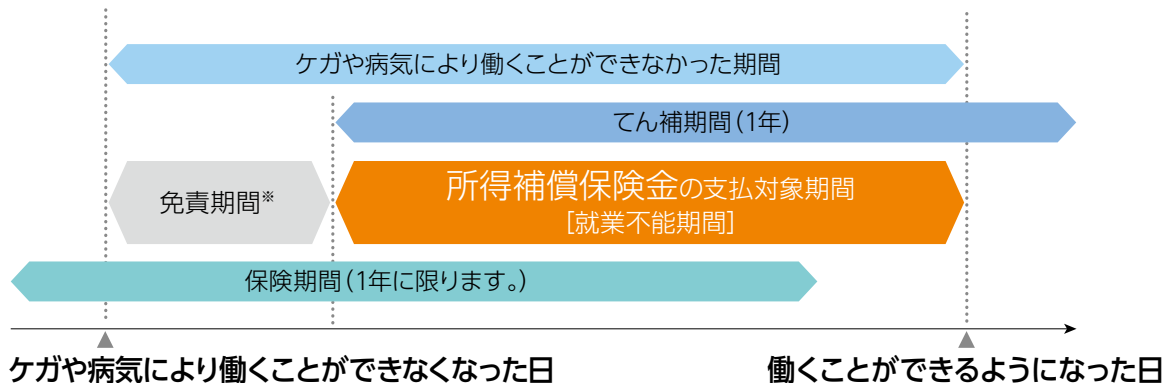 ケガや病気により働くことができなかった期間
てん補期間(1年)
免責期間※
所得補償保険金の支払対象期間
[就業不能期間]
保険期間(1年に限ります。)
ケガや病気により働くことができなくなった日
働くことができるようになった日